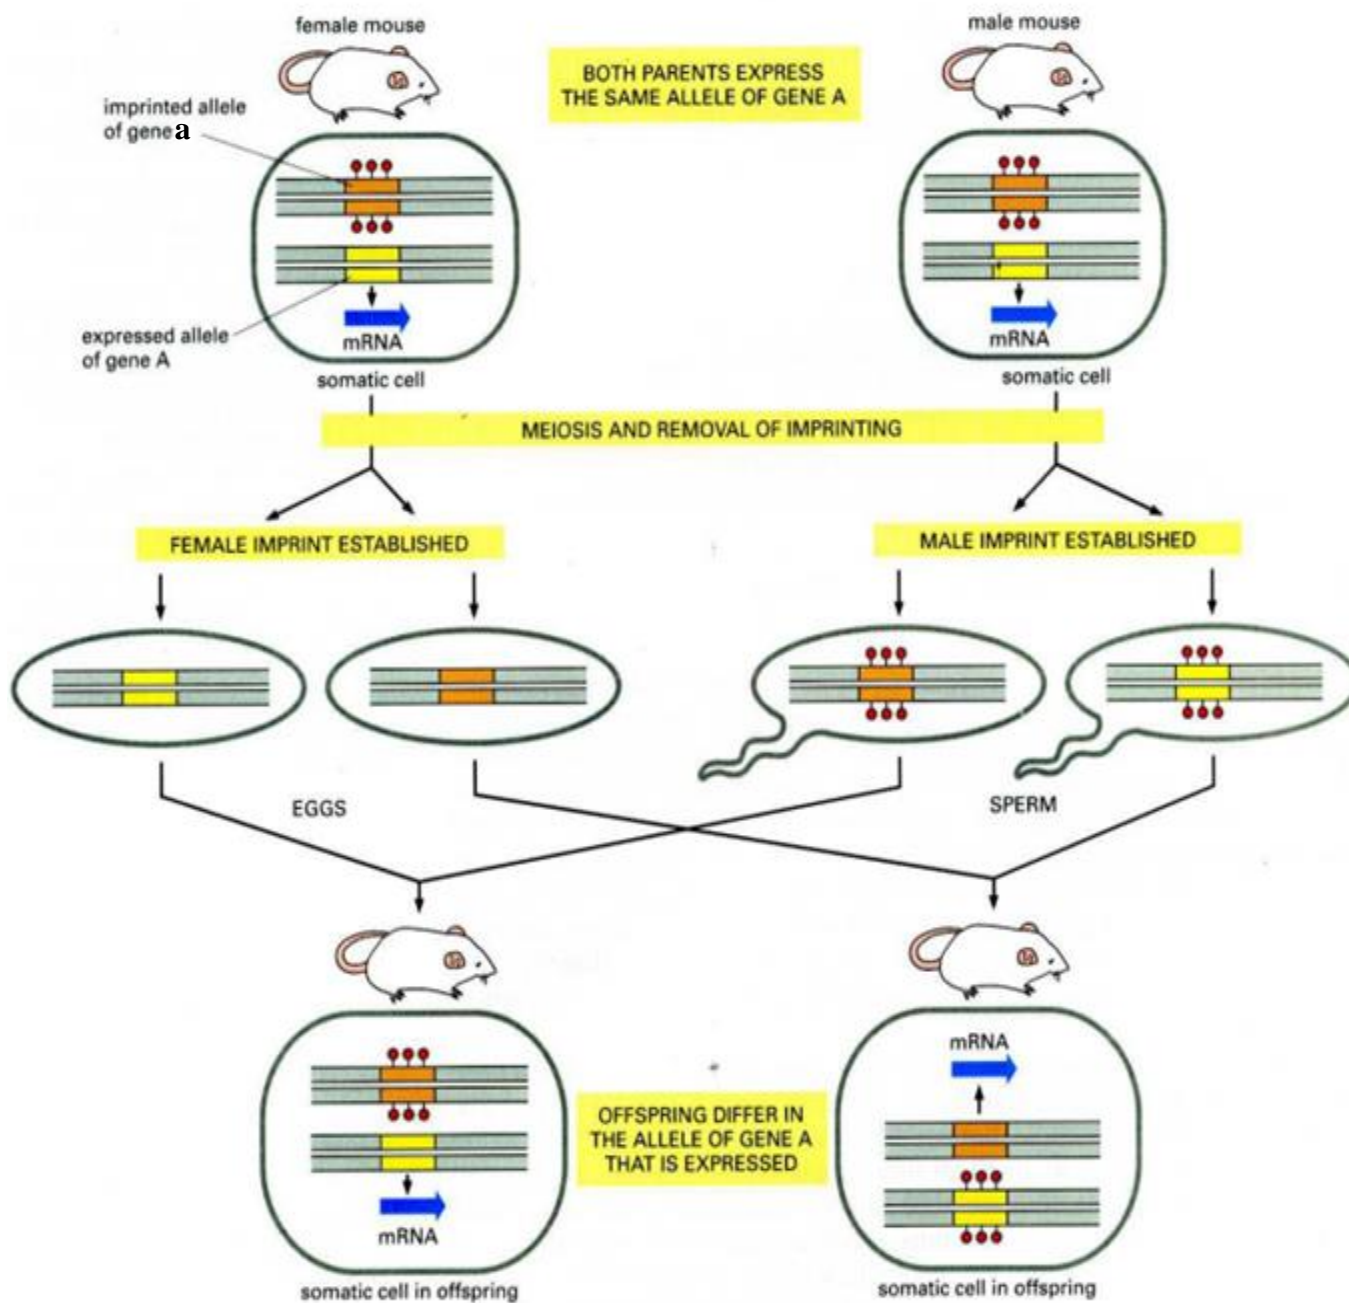 female mouse
male mouse
BOTH PARENTS EXPRESS
THE SAME ALLELE OF GENE A
imprinted allele
of gene a
expressed allele
of gene A
mRNA
mRNA
somatic cell
somatic cell
MEIOSIS AND REMOVAL OF IMPRINTING
FEMALE IMPRINT ESTABLISHED
MALE IMPRINT ESTABLISHED
EGGS
SPERM
mRNA
OFFSPRING DIFFER IN
THE ALLELE OF GENE A
THAT IS EXPRESSED
mRNA
somatic cell in offspring
somatic cell in offspring